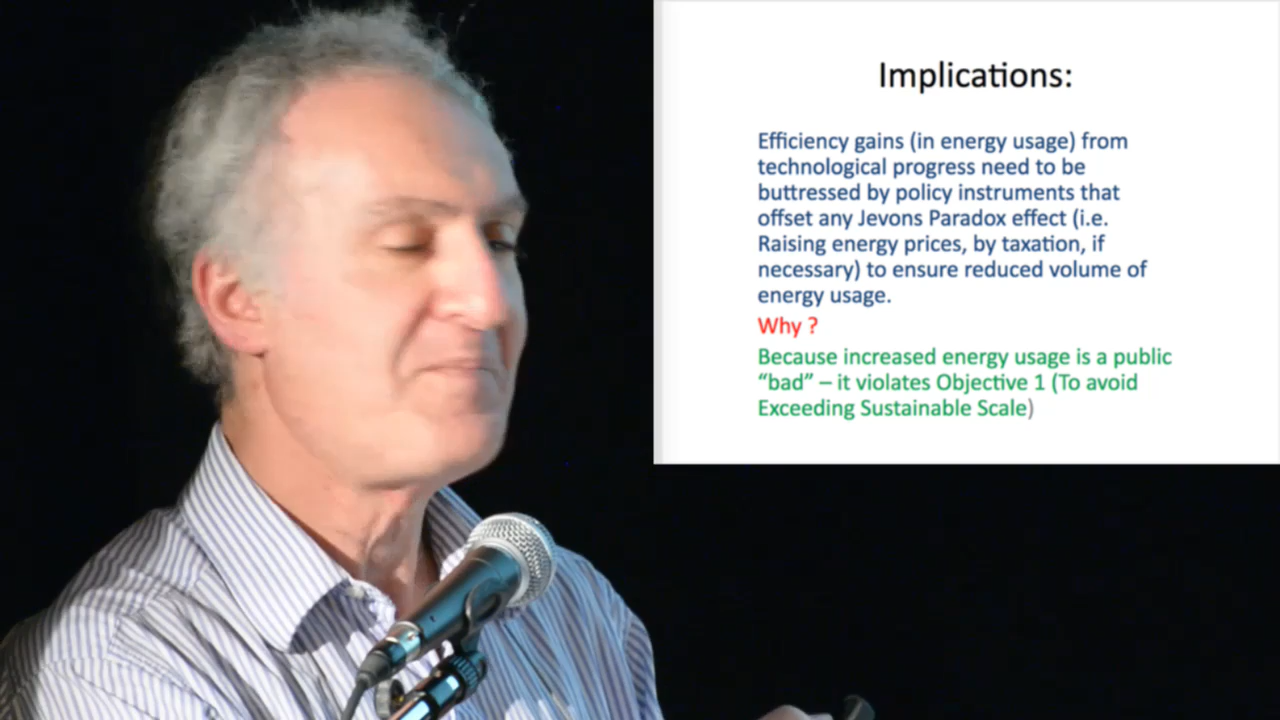 Implications:
Efficiency gains (in energy usage) from
technological progress need to be
buttressed by policy instruments that
offset any Jevons Paradox effect (i.e.
Raising energy prices, by taxation, if
necessary) to ensure reduced volume of
energy usage.
Why ?
Because increased energy usage is a public
“bad” – it violates Objective 1 (To avoid
Exceeding Sustainable Scale)